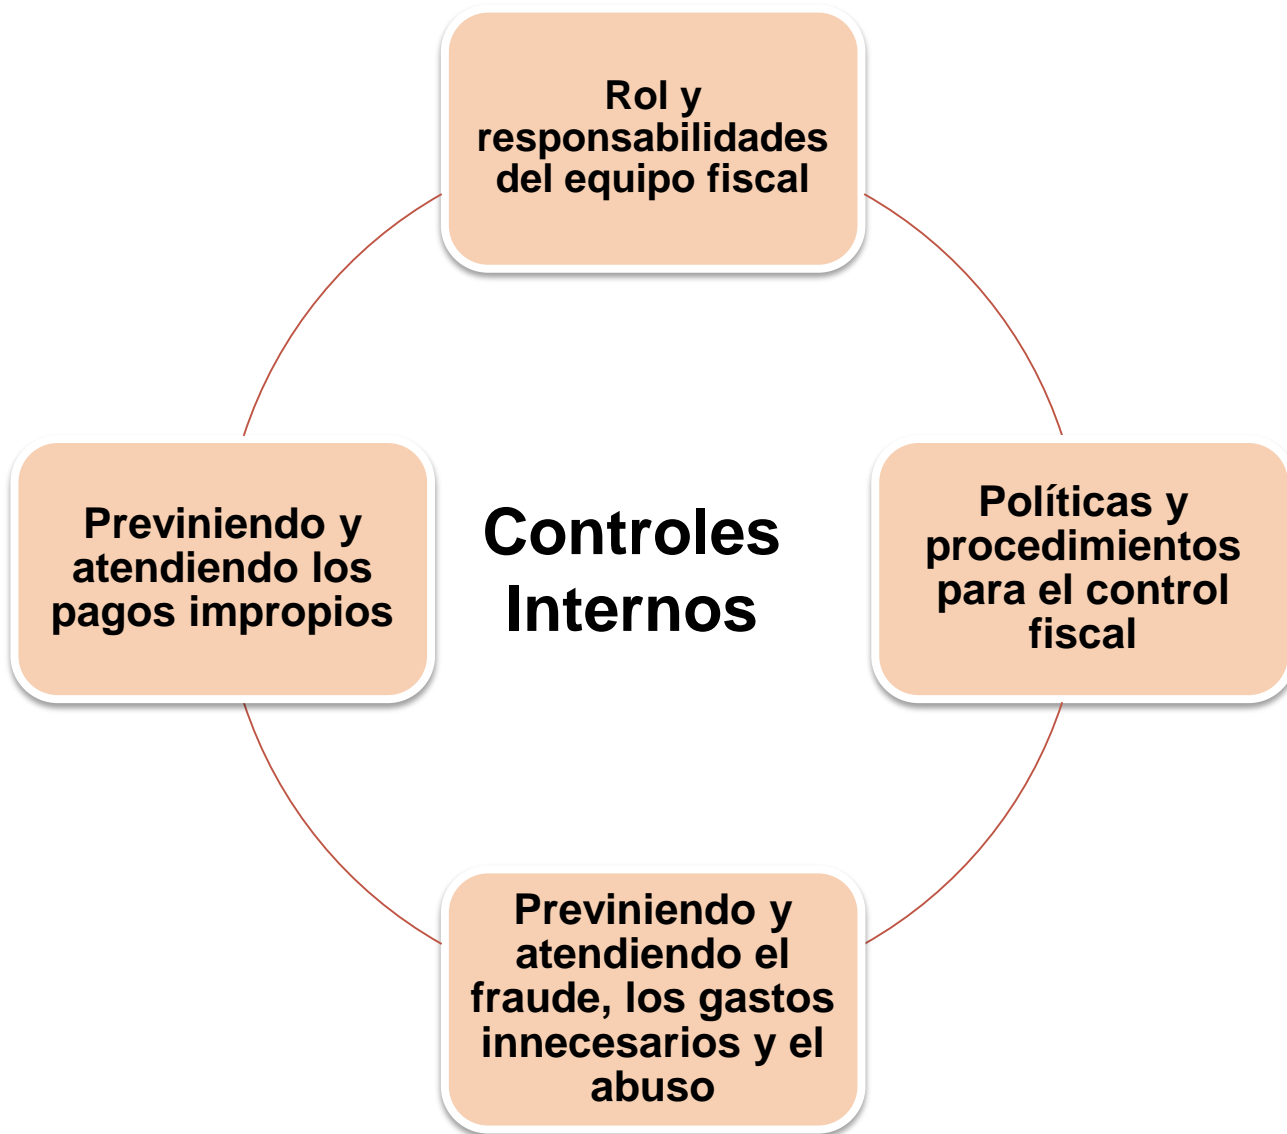 Rol y
responsabilidades
del equipo fiscal
Previniendo y
atendiendo los
pagos impropios
Controles
Internos
Políticas y
procedimientos
para el control
fiscal
Previniendo y
atendiendo el
fraude, los gastos
innecesarios y el
abuso